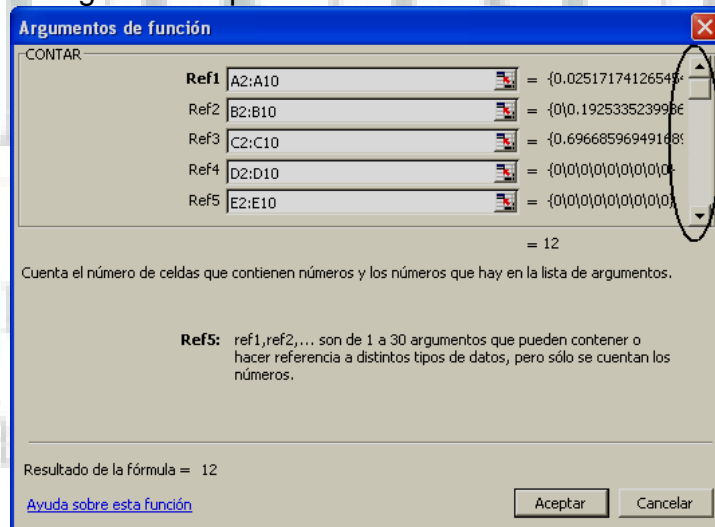 Argumentos de función
CONTAR
Ref1 A2:A10 = {0.02517174126545
Ref2 B2:B10 = {0\0.1925335239936
Ref3 C2:C10 = {0.69668596949168
Ref4 D2:D10 = {0\0\0\0\0\0\0\0\0}
Ref5 E2:E10 = {0\0\0\0\0\0\0\0\0}
= 12
Cuenta el número de celdas que contienen números y los números que hay en la lista de argumentos.
Ref5: ref1,ref2,... son de 1 a 30 argumentos que pueden contener o
hacer referencia a distintos tipos de datos, pero sólo se cuentan los
números.
Resultado de la fórmula = 12
Ayuda sobre esta función Aceptar Cancelar